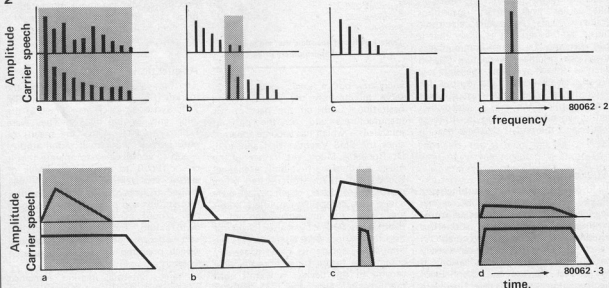 2
Amplitude
Carrier speech
a
b
c
d
80062 - 2
frequency
Amplitude
Carrier speech
a
b
c
d
80062 - 3
time.